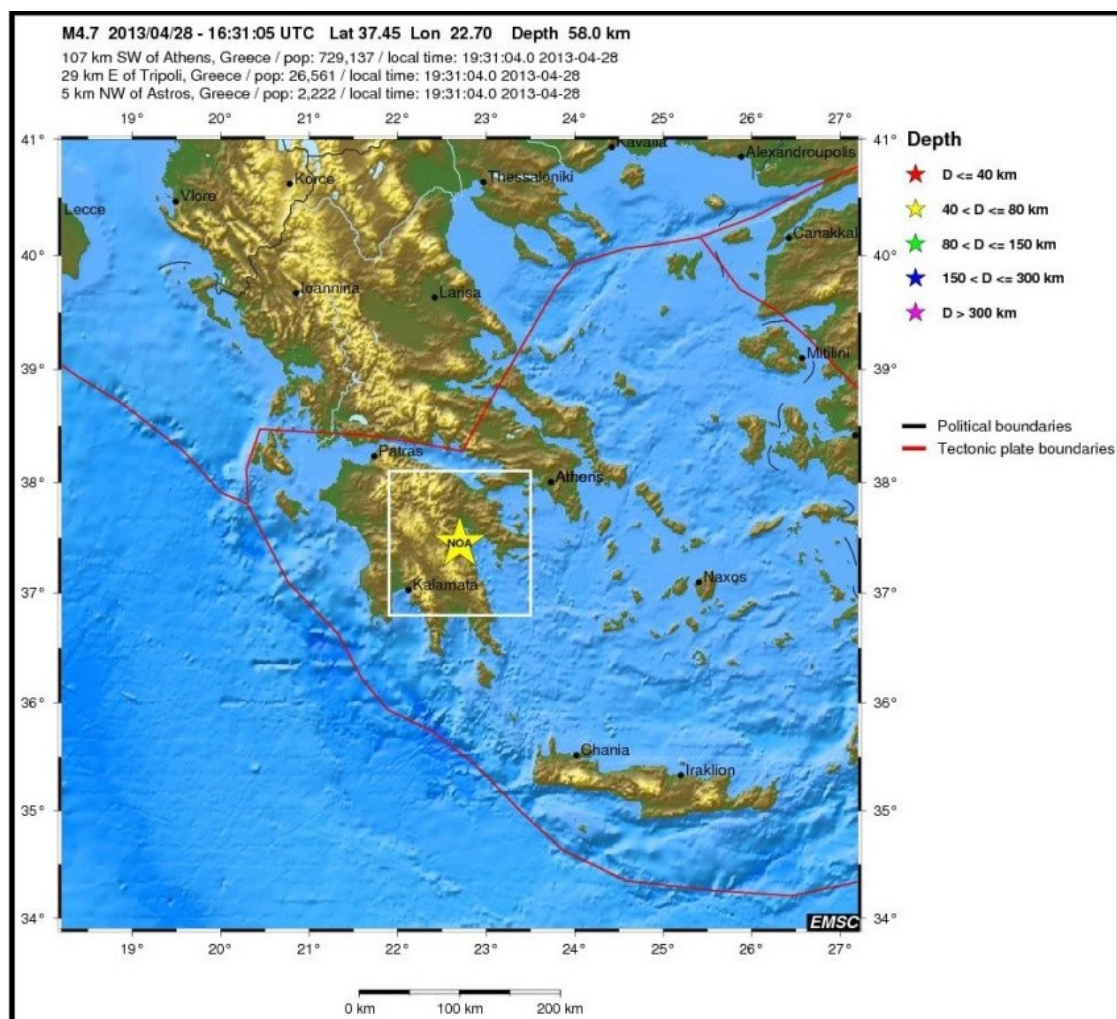 M4.7 2013/04/28 - 16:31:05 UTC Lat 37.45 Lon 22.70 Depth 58.0 km
107 km SW of Athens, Greece / pop: 729,137 / local time: 19:31:04.0 2013-04-28
29 km E of Tripoli, Greece / pop: 26,561 / local time: 19:31:04.0 2013-04-28
5 km NW of Astros, Greece / pop: 2,222 / local time: 19:31:04.0 2013-04-28
19° 20° 21° 22° 23° 24° 25° 26° 27°
41° 41°
Kavalla
Alexandroupolis
Korce
Thessaloniki
Vlore
Lecce
Canakkal
40° 40°
Ioannina
Larisa
Mitilini
39° 39°
Patras
Athens
38° 38°
NOA
Kalamata
Naxos
37° 37°
36° 36°
Chania
Iraklion
35° 35°
34° 34°
EMSC
19° 20° 21° 22° 23° 24° 25° 26° 27°
0 km 100 km 200 km
Depth
D <= 40 km
40 < D <= 80 km
80 < D <= 150 km
150 < D <= 300 km
D > 300 km
Political boundaries
Tectonic plate boundaries